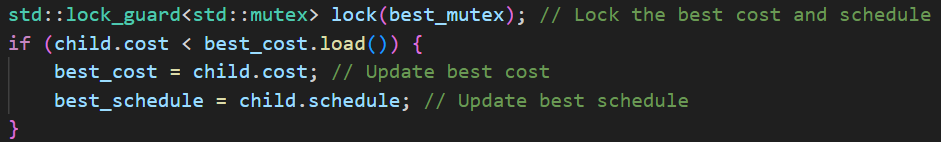 std::lock_guard<std::mutex> lock(best_mutex); // Lock the best cost and schedule
if (child.cost < best_cost.load()) {
    best_cost = child.cost; // Update best cost
    best_schedule = child.schedule; // Update best schedule
}